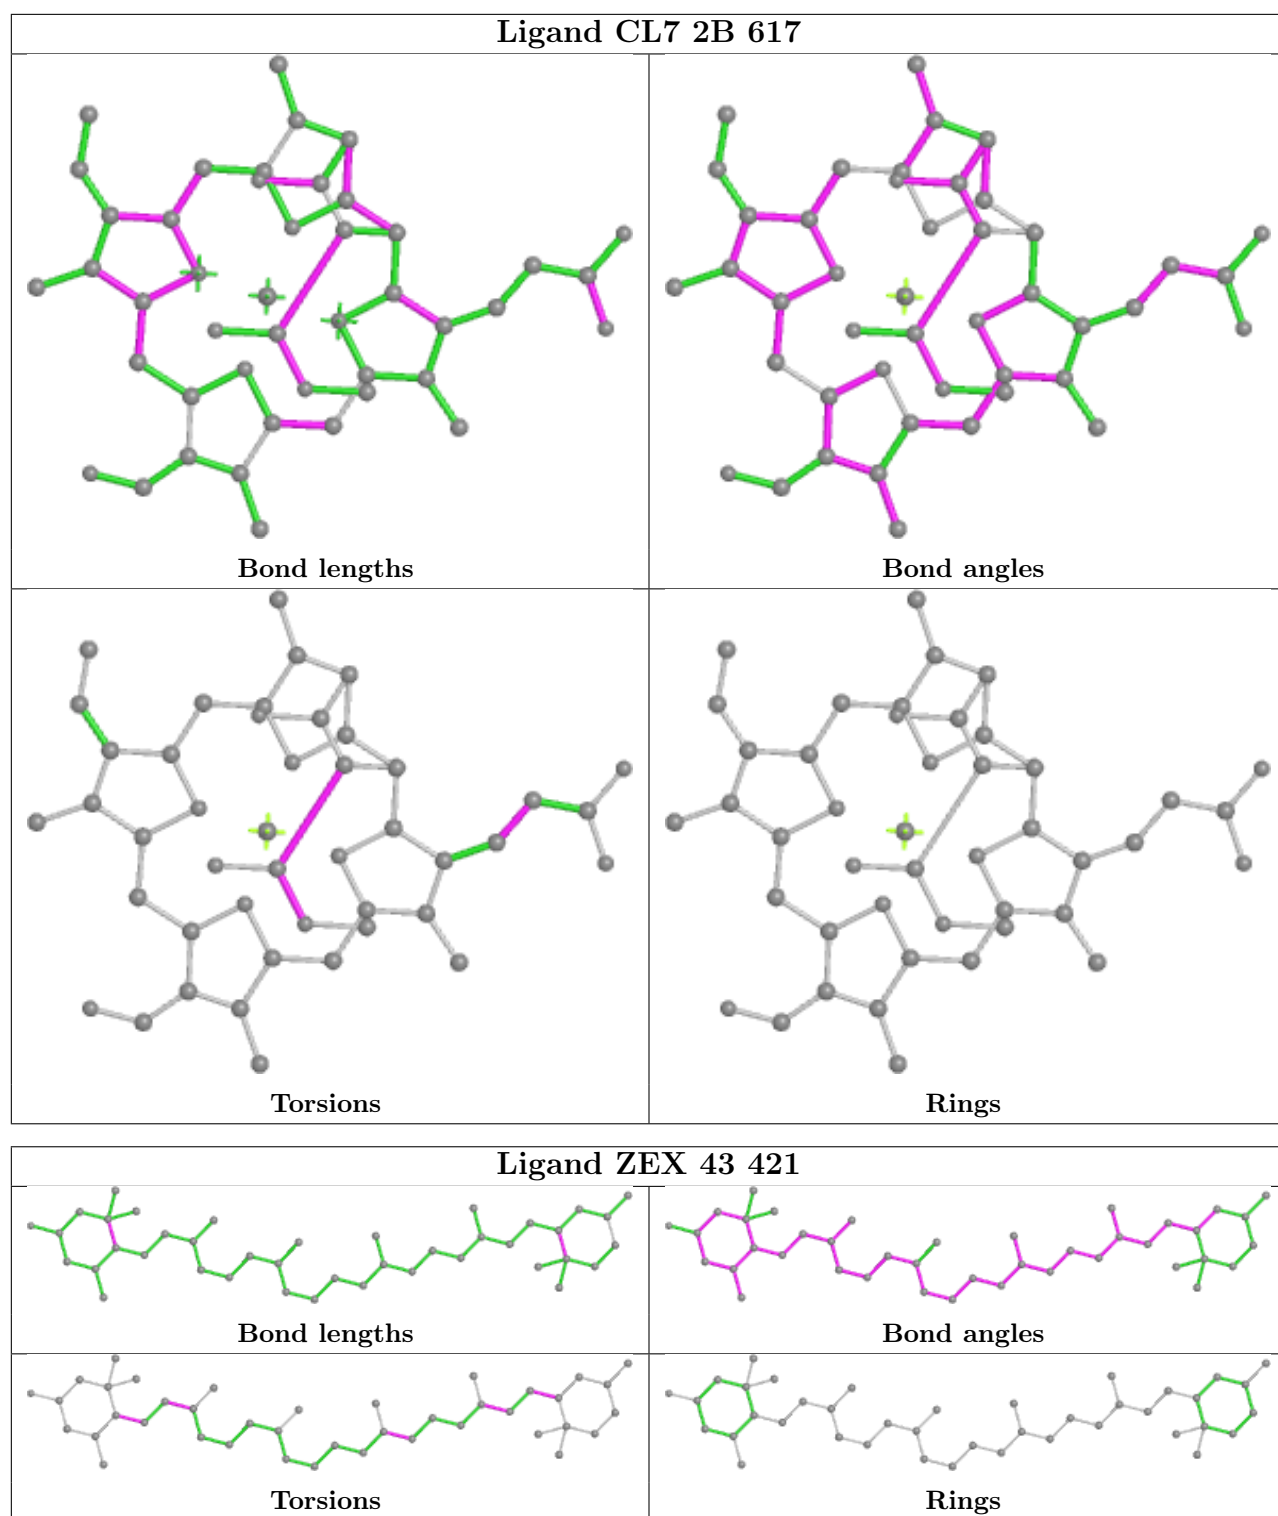 Ligand CL7 2B 617
Bond lengths
Bond angles
Torsions
Rings
Ligand ZEX 43 421
Bond lengths
Bond angles
Torsions
Rings